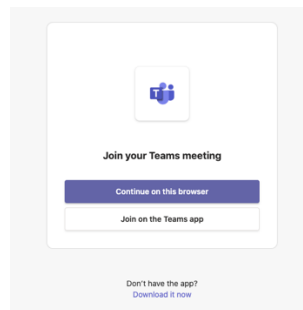 Join your Teams meeting
Continue on this browser
Join on the Teams app
Don't have the app?
Download it now